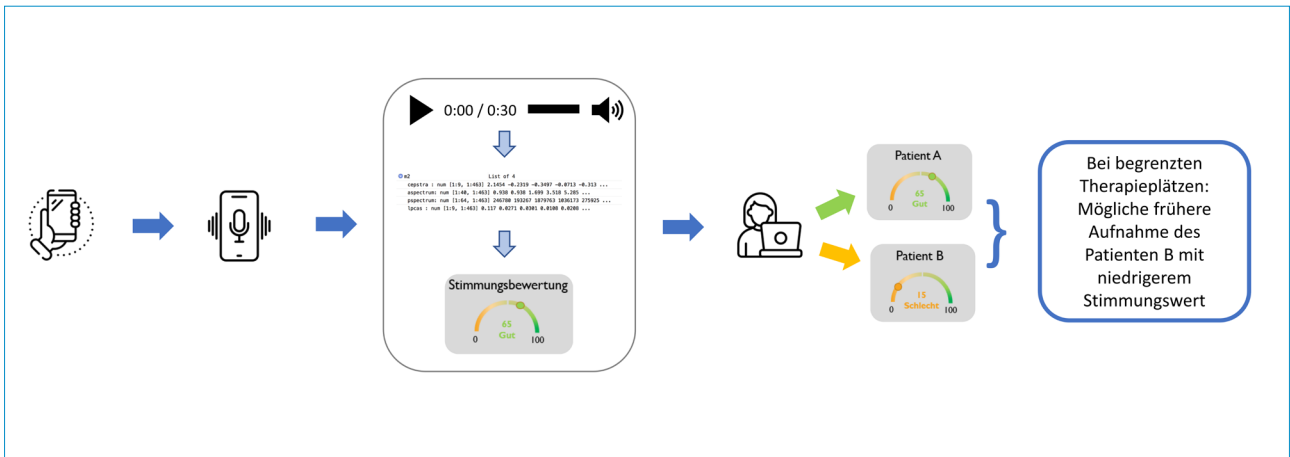 0:00 / 0:30
m2 List of 4
cepstra : num [1:9, 1:463] 2.1454 -0.2319 -0.3497 -0.0713 -0.313 ...
aspectrum: num [1:40, 1:463] 0.938 0.938 1.699 3.518 5.285 ...
pspectrum: num [1:64, 1:463] 246780 193267 1879763 1036173 275925 ...
lpcas : num [1:9, 1:463] 0.117 0.0271 0.0301 0.0108 0.0208 ...
Stimmungsbewertung
65
Gut
0 100
Patient A
65
Gut
0 100
Patient B
15
Schlecht
0 100
Bei begrenzten
Therapieplätzen:
Mögliche frühere
Aufnahme des
Patienten B mit
niedrigerem
Stimmungswert